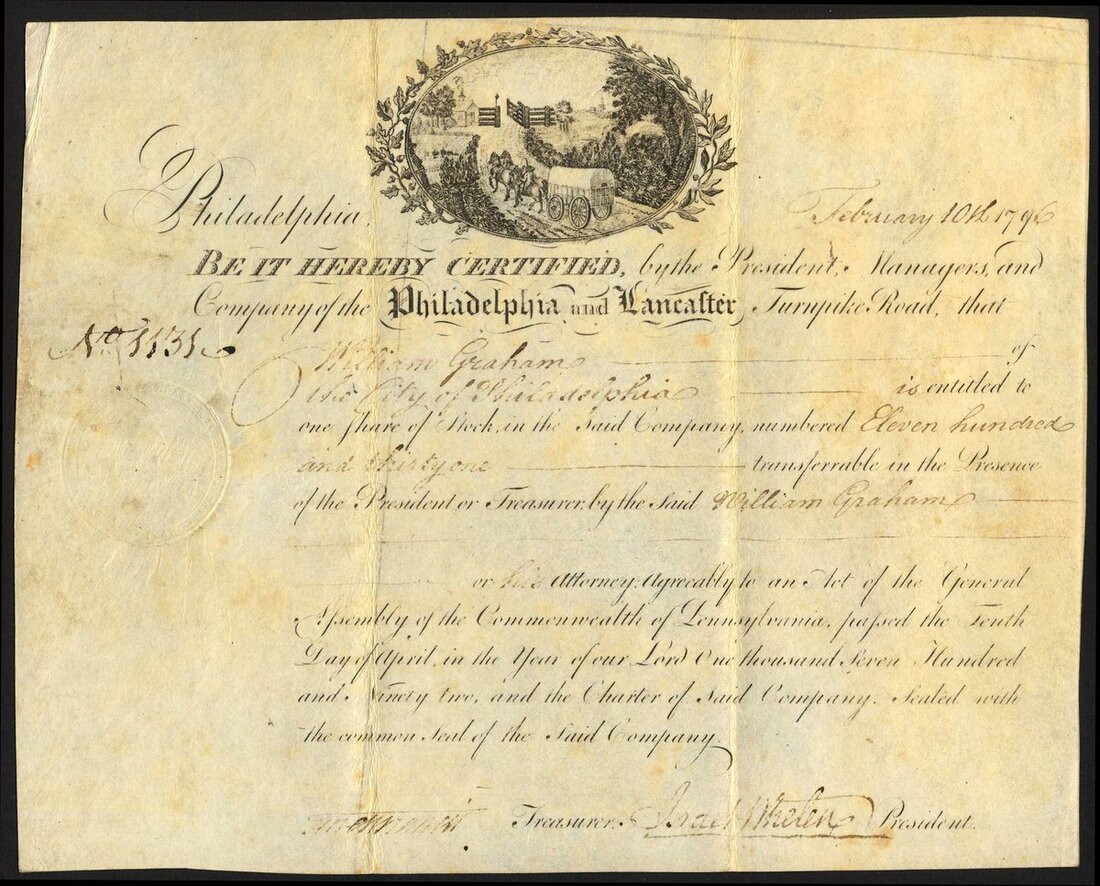 Philadelphia, February 10th 1796
BE IT HEREBY CERTIFIED, by the President, Managers, and
Company of the Philadelphia and Lancaster Turnpike Road, that
No 1131
William Graham of
the City of Philadelphia is entitled to
one Share of Stock, in the Said Company, numbered Eleven hundred
and thirty one transferrable in the Presence
of the President or Treasurer, by the Said William Graham
or his Attorney. Agreeably to an Act of the General
Assembly of the Commonwealth of Pennsylvania, passed the Tenth
Day of April, in the Year of our Lord One thousand Seven Hundred
and Ninety two, and the Charter of Said Company. Sealed with
the common Seal of the Said Company.
Treasurer. Israel Whelen President.